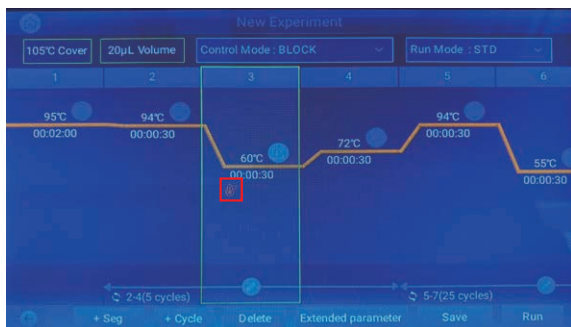 New Experiment
105℃ Cover 20μL Volume Control Mode : BLOCK Run Mode : STD
1 2 3 4 5 6
95℃ 94℃ 60℃ 72℃ 94℃ 55℃
00:02:00 00:00:30 00:00:30 00:00:30 00:00:30 00:00:30
2-4(5 cycles) 5-7(25 cycles)
+ Seg + Cycle Delete Extended parameter Save Run